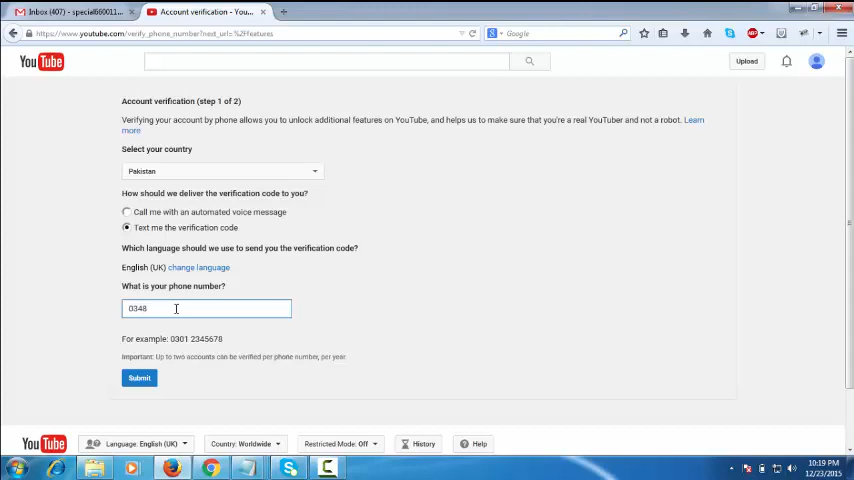 Inbox (407) - special660011...
Account verification - You...
https://www.youtube.com/verify_phone_number?next_url=%2Ffeatures
Google
ABP
You Tube
Upload
Account verification (step 1 of 2)
Verifying your account by phone allows you to unlock additional features on YouTube, and helps us to make sure that you're a real YouTuber and not a robot. Learn
more
Select your country
Pakistan
How should we deliver the verification code to you?
Call me with an automated voice message
Text me the verification code
Which language should we use to send you the verification code?
English (UK) change language
What is your phone number?
0348
For example: 0301 2345678
Important: Up to two accounts can be verified per phone number, per year.
Submit
You Tube
Language: English (UK)
Country: Worldwide
Restricted Mode: Off
History
Help
10:19 PM
12/23/2015